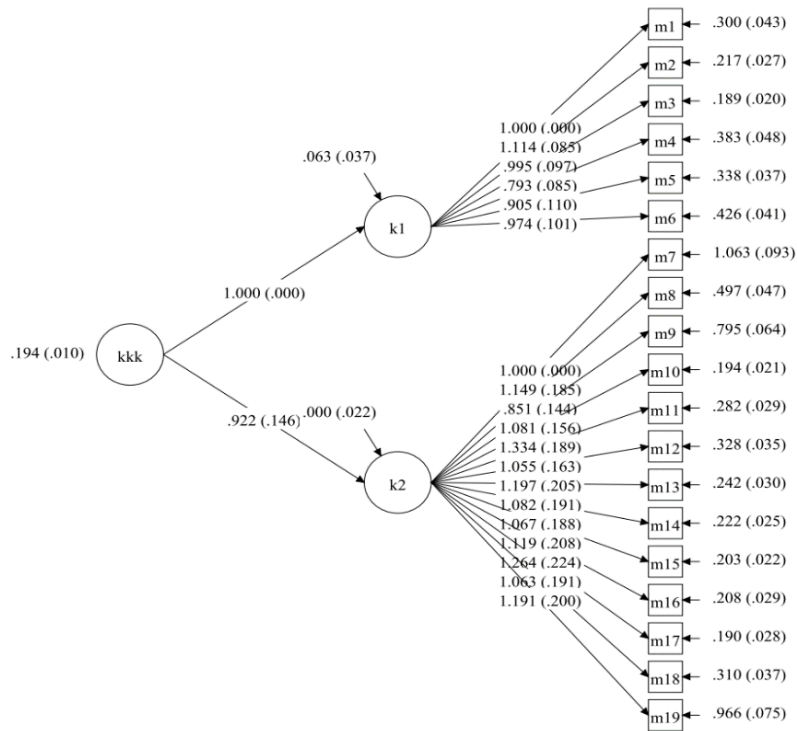 m1 .300 (.043)
m2 .217 (.027)
m3 .189 (.020)
m4 .383 (.048)
m5 .338 (.037)
m6 .426 (.041)
1.000 (.000)
1.114 (.085)
.995 (.097)
.793 (.085)
.905 (.110)
.974 (.101)
.063 (.037)
k1
1.000 (.000)
.194 (.010)
kkk
.922 (.146)
.000 (.022)
k2
m7 1.063 (.093)
m8 .497 (.047)
m9 .795 (.064)
m10 .194 (.021)
m11 .282 (.029)
m12 .328 (.035)
m13 .242 (.030)
m14 .222 (.025)
m15 .203 (.022)
m16 .208 (.029)
m17 .190 (.028)
m18 .310 (.037)
m19 .966 (.075)
1.000 (.000)
1.149 (.185)
.851 (.144)
1.081 (.156)
1.334 (.189)
1.055 (.163)
1.197 (.205)
1.082 (.191)
1.067 (.188)
1.119 (.208)
1.264 (.224)
1.063 (.191)
1.191 (.200)